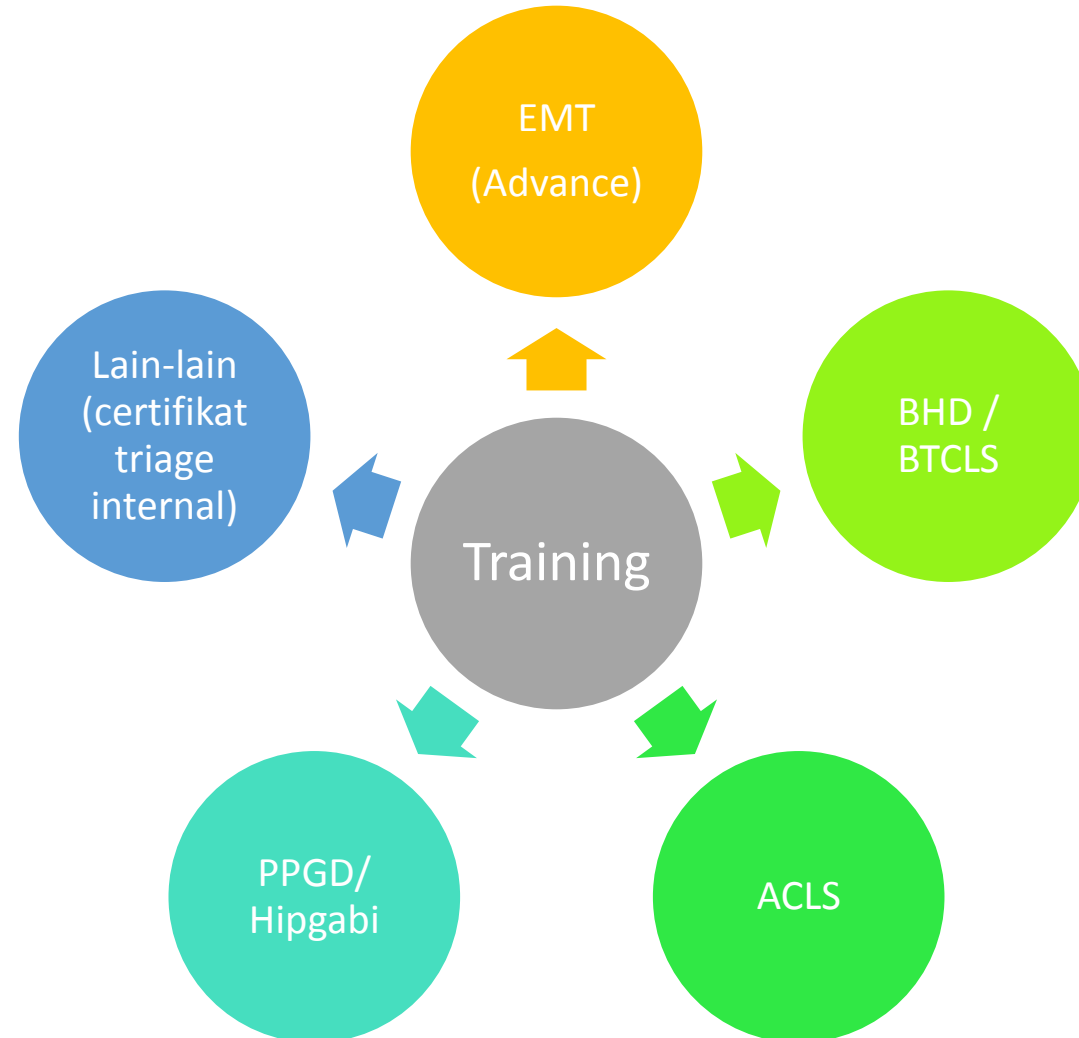 EMT
(Advance)
Lain-lain
(certifikat
triage
internal)
BHD /
BTCLS
Training
PPGD/
Hipgabi
ACLS